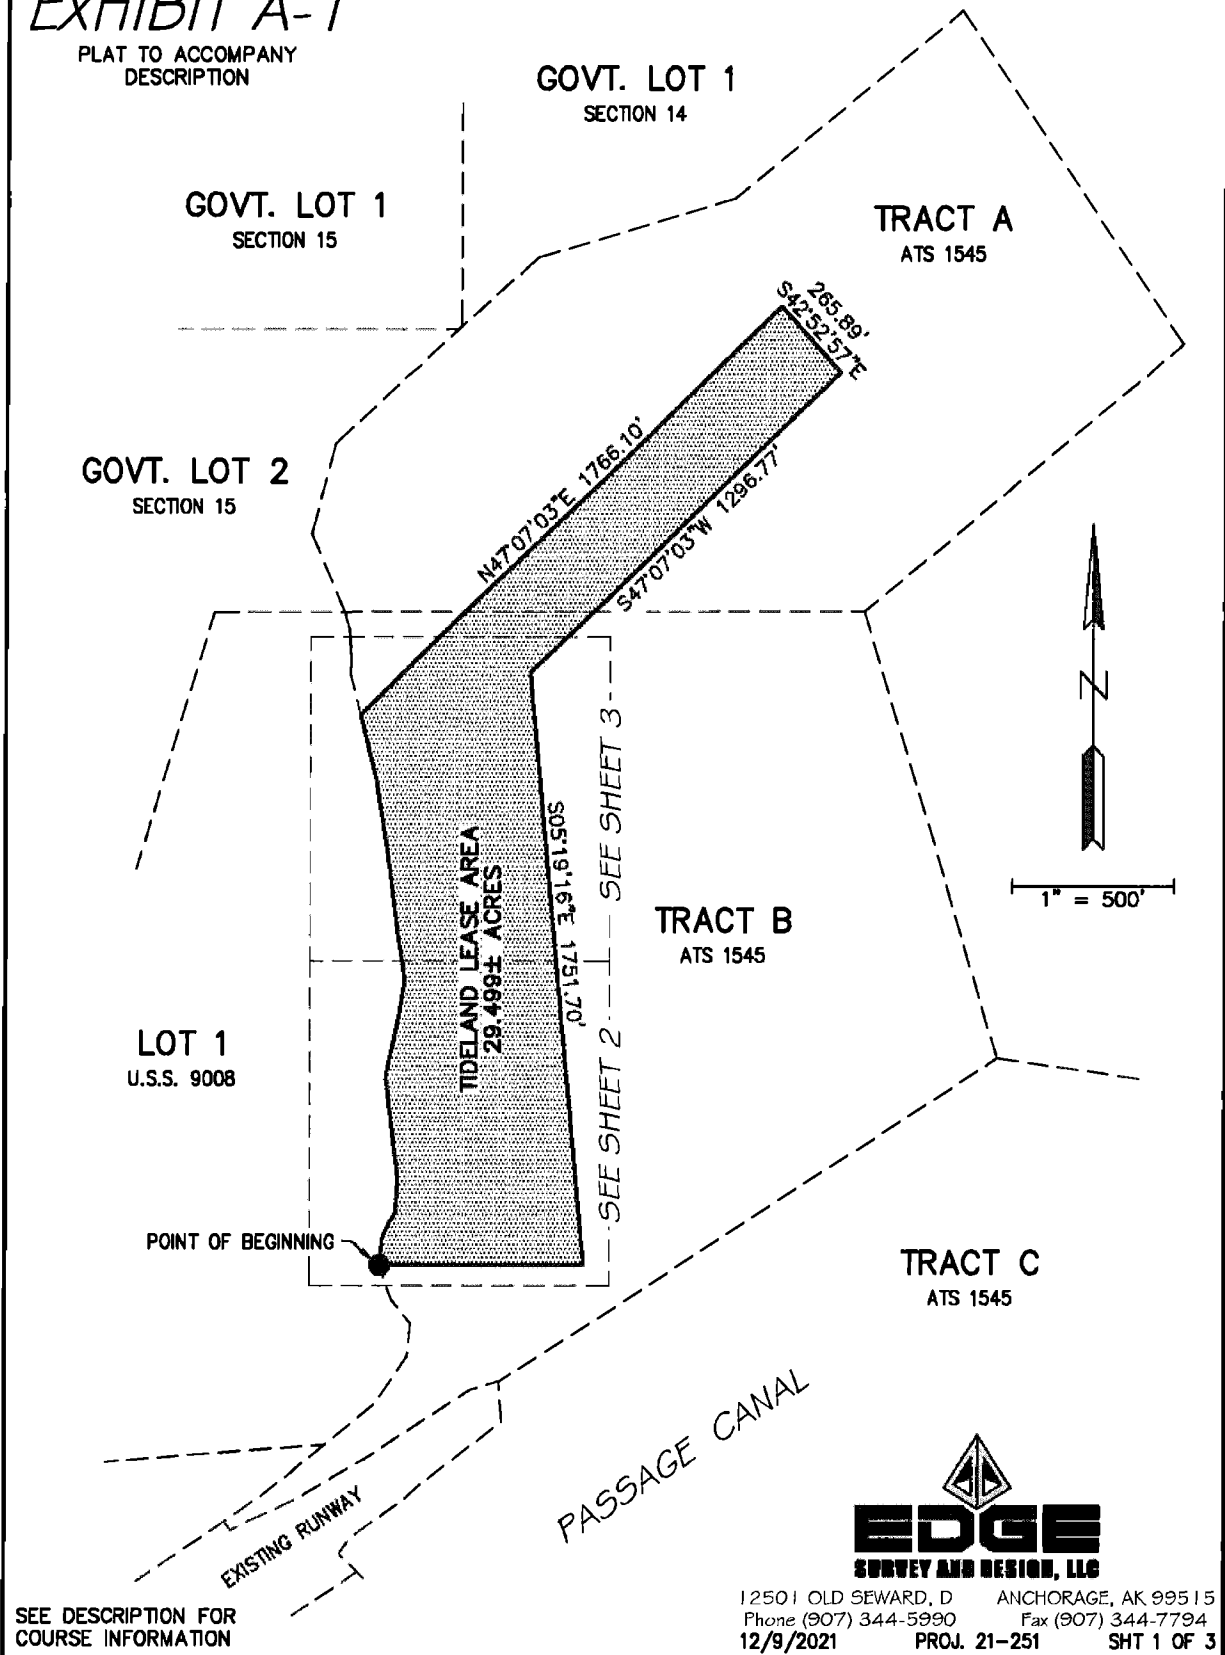 EXHIBIT A-1
PLAT TO ACCOMPANY
DESCRIPTION
GOVT. LOT 1
SECTION 14
GOVT. LOT 1
SECTION 15
TRACT A
ATS 1545
265.89'
S42°52'57"E
N47°07'03"E 1766.10'
S47°07'03"W 1296.77'
GOVT. LOT 2
SECTION 15
N
1" = 500'
S05°19'16"E 1751.70'
SEE SHEET 3
SEE SHEET 2
TIDELAND LEASE AREA
29.499± ACRES
TRACT B
ATS 1545
LOT 1
U.S.S. 9008
POINT OF BEGINNING
TRACT C
ATS 1545
PASSAGE CANAL
EXISTING RUNWAY
SEE DESCRIPTION FOR
COURSE INFORMATION
EDGE
SURVEY AND DESIGN, LLC
12501 OLD SEWARD, D ANCHORAGE, AK 99515
Phone (907) 344-5990 Fax (907) 344-7794
12/9/2021 PROJ. 21-251 SHT 1 OF 3